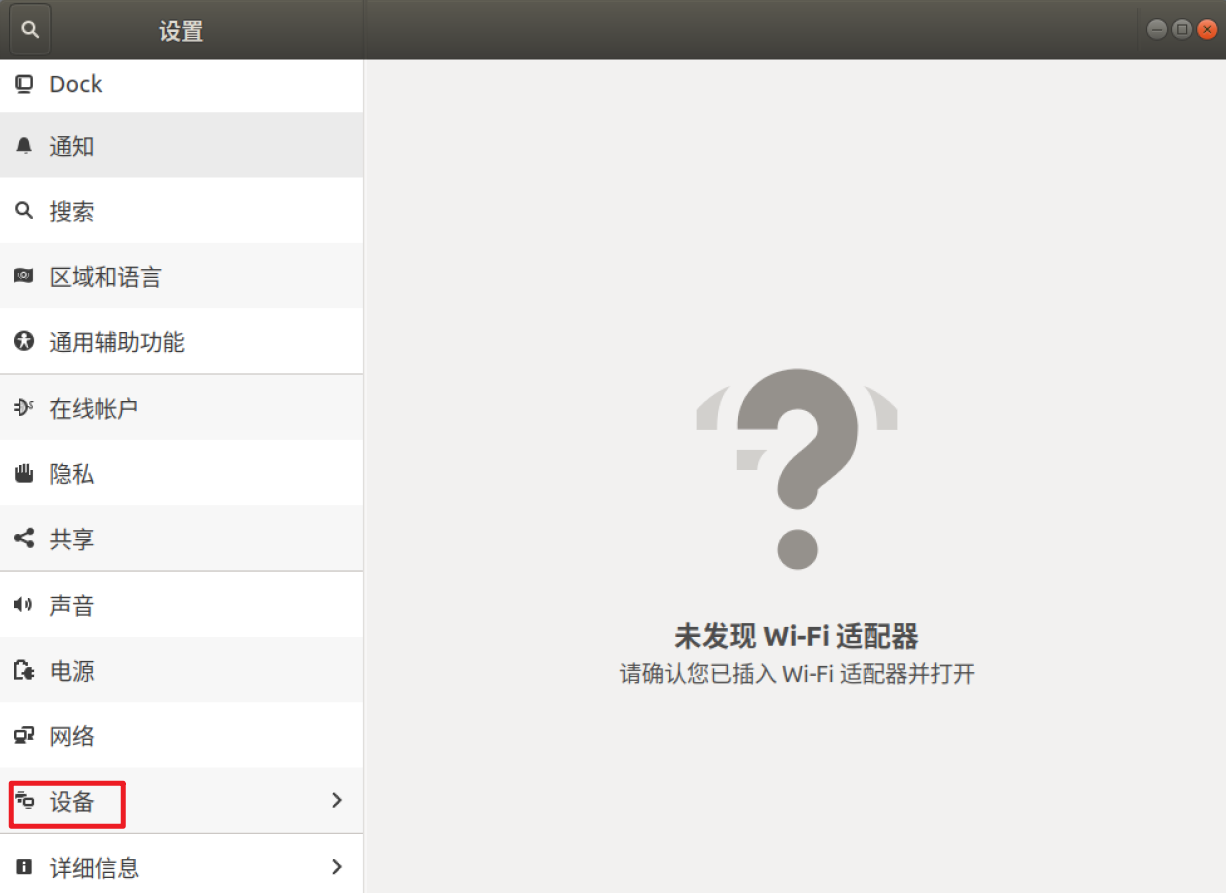 设置
Dock
通知
搜索
区域和语言
通用辅助功能
在线帐户
隐私
共享
声音
电源
网络
设备
详细信息
未发现 Wi-Fi 适配器
请确认您已插入 Wi-Fi 适配器并打开